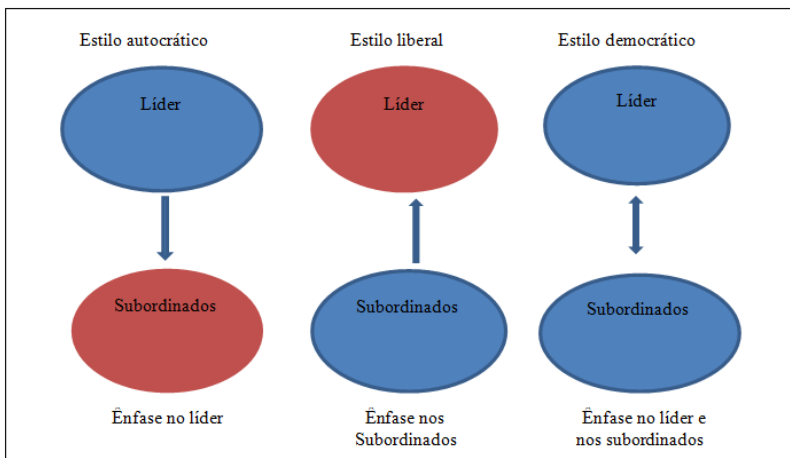 Estilo autocrático
Estilo liberal
Estilo democrático
Líder
Líder
Líder
Subordinados
Subordinados
Subordinados
Ênfase no líder
Ênfase nos
Subordinados
Ênfase no líder e
nos subordinados